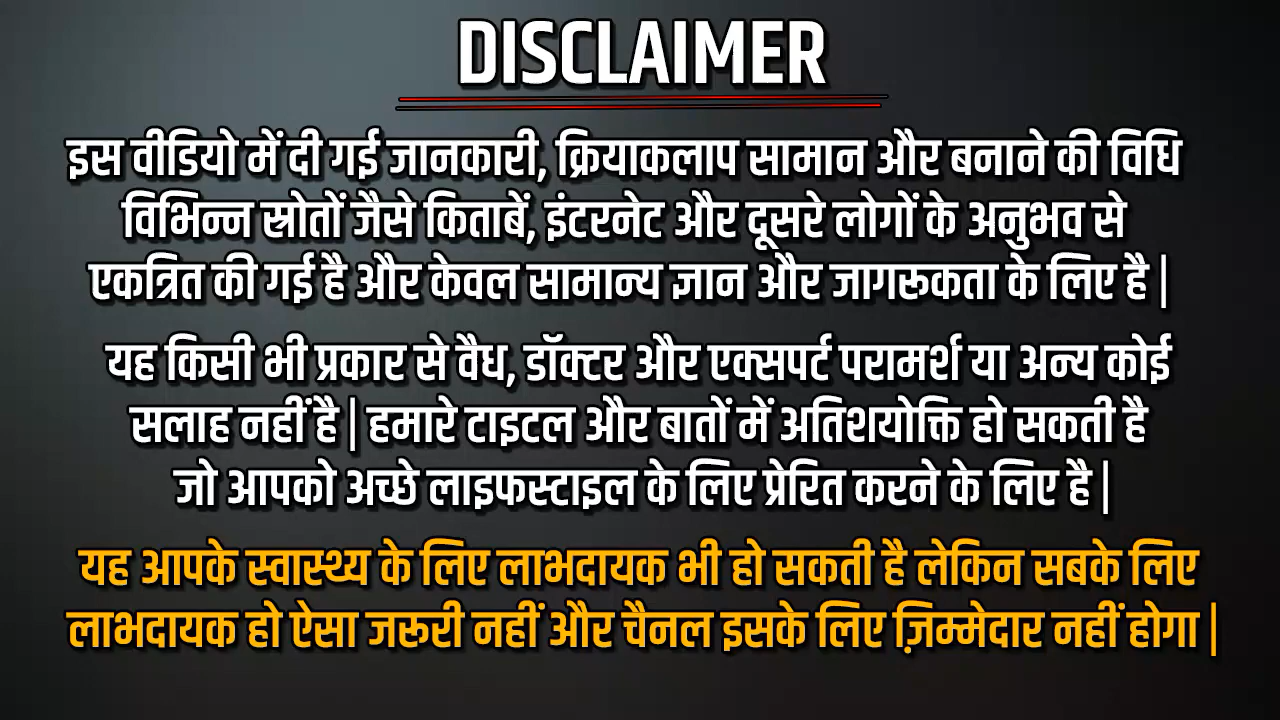 DISCLAIMER
इस वीडियो में दी गई जानकारी, क्रियाकलाप सामान और बनाने की विधि
विभिन्न स्रोतों जैसे किताबें, इंटरनेट और दूसरे लोगों के अनुभव से
एकत्रित की गई है और केवल सामान्य ज्ञान और जागरूकता के लिए है |
यह किसी भी प्रकार से वैध, डॉक्टर और एक्सपर्ट परामर्श या अन्य कोई
सलाह नहीं है | हमारे टाइटल और बातों में अतिशयोक्ति हो सकती है
जो आपको अच्छे लाइफस्टाइल के लिए प्रेरित करने के लिए है |
यह आपके स्वास्थ्य के लिए लाभदायक भी हो सकती है लेकिन सबके लिए
लाभदायक हो ऐसा जरूरी नहीं और चैनल इसके लिए ज़िम्मेदार नहीं होगा |